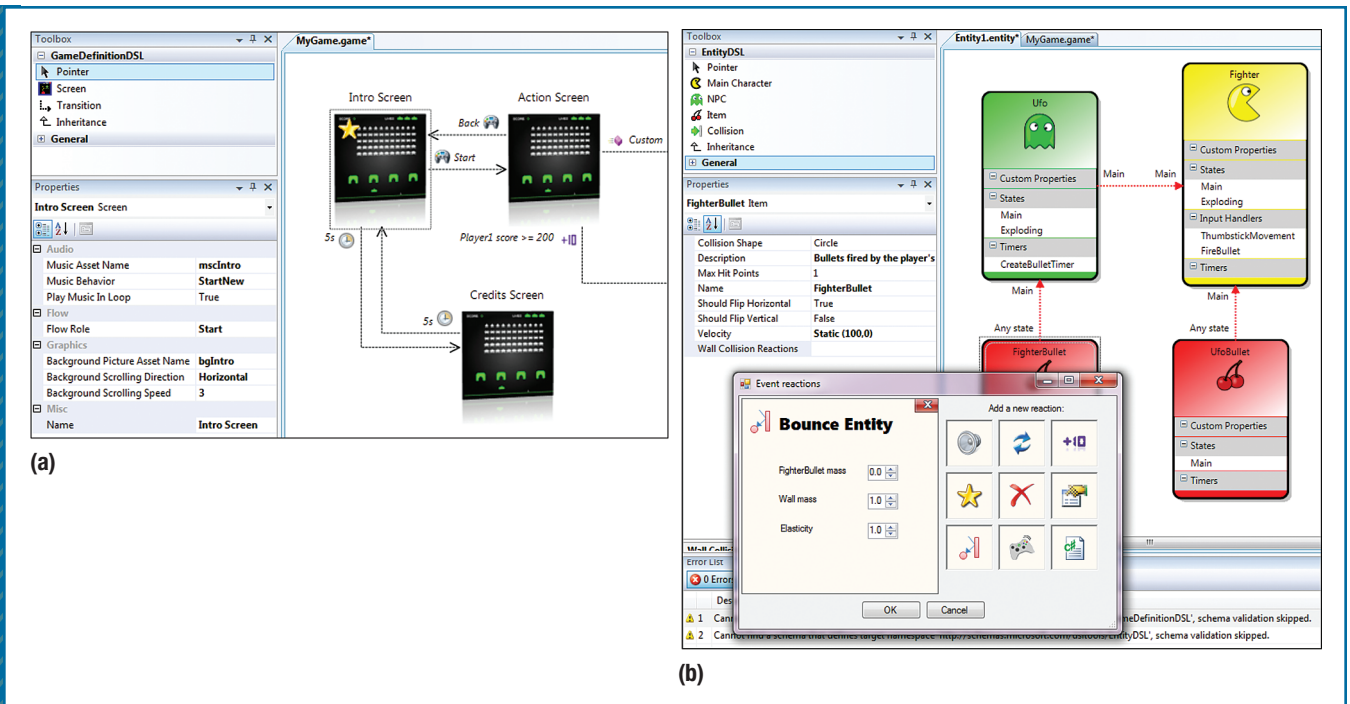 Toolbox
GameDefinitionDSL
Pointer
Screen
Transition
Inheritance
General
Properties
Intro Screen Screen
Audio
Music Asset Name mscIntro
Music Behavior StartNew
Play Music In Loop True
Flow
Flow Role Start
Graphics
Background Picture Asset Name bgIntro
Background Scrolling Direction Horizontal
Background Scrolling Speed 3
Misc
Name Intro Screen
MyGame.game*
Intro Screen
Action Screen
Back
Start
Custom
5s
Player1 score >= 200 +10
Credits Screen
5s
(a)
Toolbox
EntityDSL
Pointer
Main Character
NPC
Item
Collision
Inheritance
General
Properties
FighterBullet Item
Collision Shape Circle
Description Bullets fired by the player's
Max Hit Points 1
Name FighterBullet
Should Flip Horizontal True
Should Flip Vertical False
Velocity Static (100,0)
Wall Collision Reactions
Entity1.entity* MyGame.game*
Ufo
Custom Properties
States
Main
Exploding
Timers
CreateBulletTimer
Main Main
Fighter
Custom Properties
States
Main
Exploding
Input Handlers
ThumbstickMovement
FireBullet
Timers
Main
Any state
FighterBullet
Main
Any state
UfoBullet
Custom Properties
States
Main
Timers
Event reactions
Bounce Entity
FighterBullet mass 0.0
Wall mass 1.0
Elasticity 1.0
Add a new reaction:
+10
C#
OK Cancel
Error List
0 Errors
1 meDefinitionDSL', schema validation skipped.
2 Cannot find a schema that defines target namespace 'http://schemas.microsoft.com/dsltools/EntityDSL', schema validation skipped.
(b)